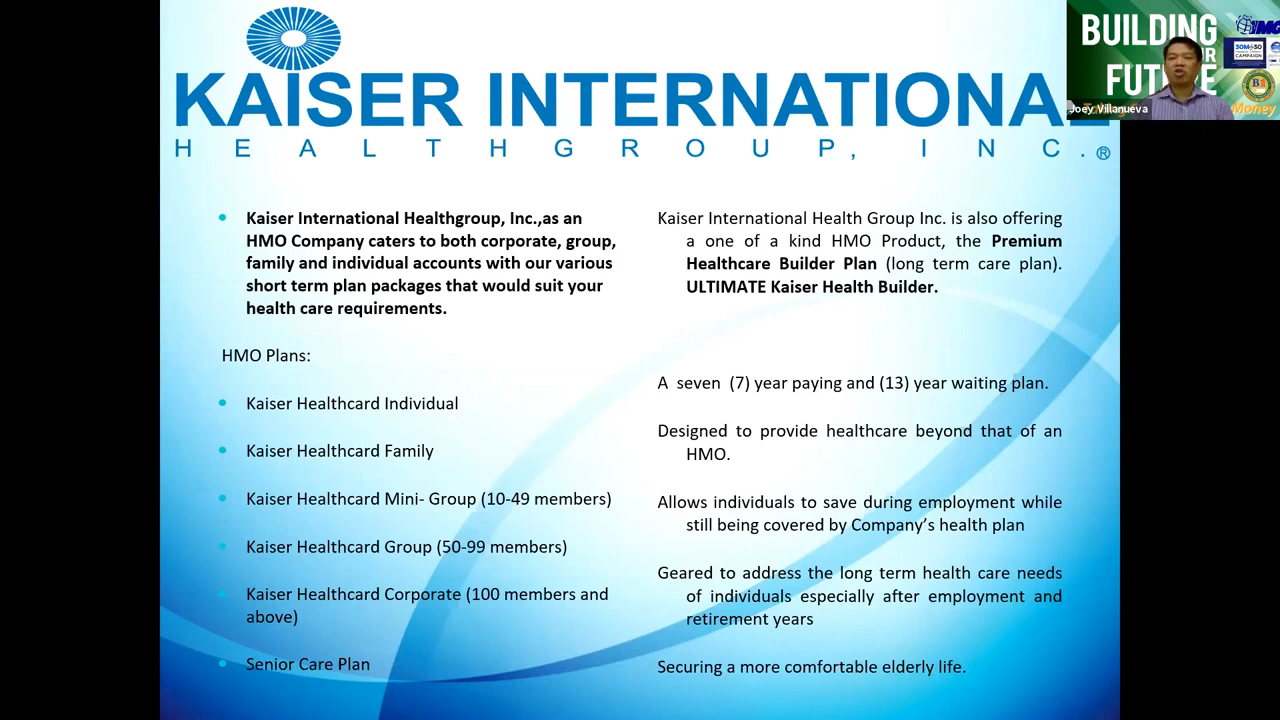 KAISER INTERNATIONAL
HEALTHGROUP, INC.®
Kaiser International Healthgroup, Inc.,as an
HMO Company caters to both corporate, group,
family and individual accounts with our various
short term plan packages that would suit your
health care requirements.
HMO Plans:
Kaiser Healthcard Individual
Kaiser Healthcard Family
Kaiser Healthcard Mini- Group (10-49 members)
Kaiser Healthcard Group (50-99 members)
Kaiser Healthcard Corporate (100 members and
above)
Senior Care Plan
Kaiser International Health Group Inc. is also offering
a one of a kind HMO Product, the Premium
Healthcare Builder Plan (long term care plan).
ULTIMATE Kaiser Health Builder.
A seven (7) year paying and (13) year waiting plan.
Designed to provide healthcare beyond that of an
HMO.
Allows individuals to save during employment while
still being covered by Company’s health plan
Geared to address the long term health care needs
of individuals especially after employment and
retirement years
Securing a more comfortable elderly life.
BUILDING
FUTURE
30M 30
CAMPAIGN
Joey Villanueva
Money